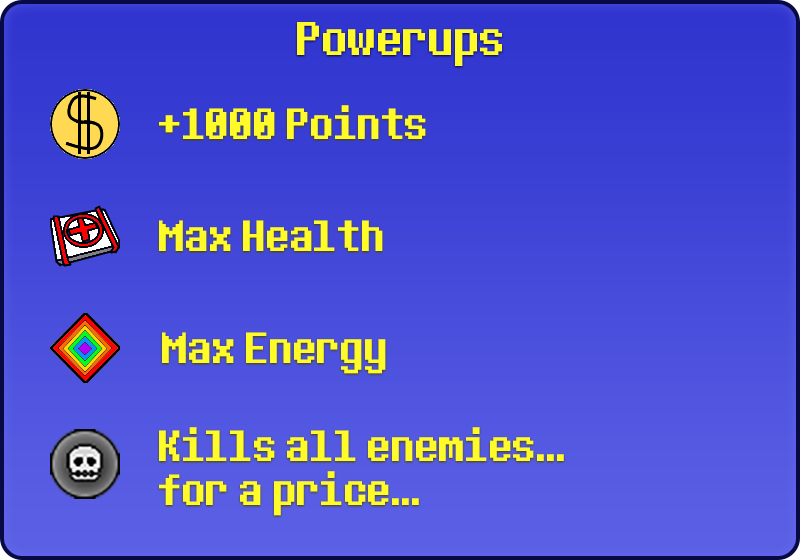 Powerups
$
+1000 Points
Max Health
Max Energy
Kills all enemies...
for a price...